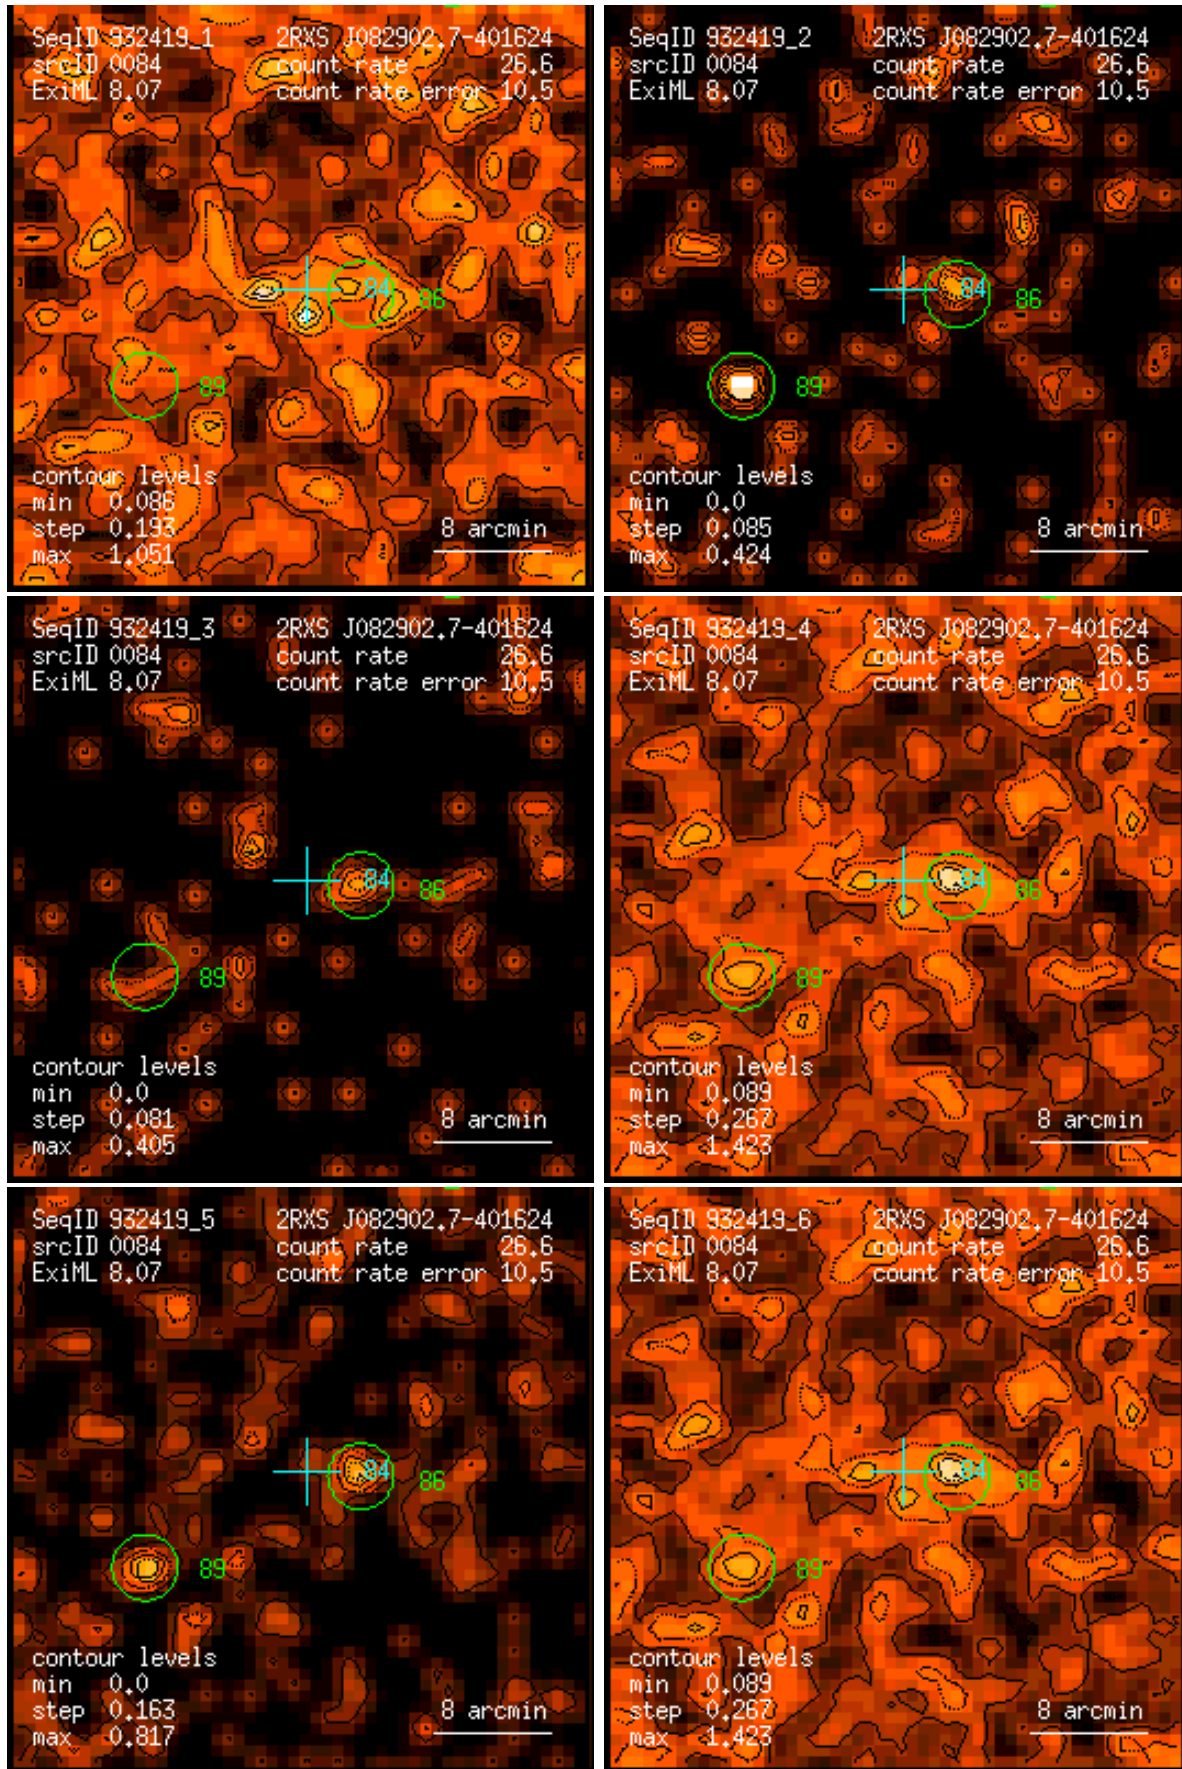 SeqID 932419_1 2RXS J082902.7-401624
srcID 0084 count rate 26.6
ExiML 8.07 count rate error 10.5
84
86
89
contour levels
min 0.086
step 0.193
max 1.051
8 arcmin
SeqID 932419_2 2RXS J082902.7-401624
srcID 0084 count rate 26.6
ExiML 8.07 count rate error 10.5
84
86
89
contour levels
min 0.0
step 0.085
max 0.424
8 arcmin
SeqID 932419_3 2RXS J082902.7-401624
srcID 0084 count rate 26.6
ExiML 8.07 count rate error 10.5
84
86
89
contour levels
min 0.0
step 0.081
max 0.405
8 arcmin
SeqID 932419_4 2RXS J082902.7-401624
srcID 0084 count rate 26.6
ExiML 8.07 count rate error 10.5
84
86
89
contour levels
min 0.089
step 0.267
max 1.423
8 arcmin
SeqID 932419_5 2RXS J082902.7-401624
srcID 0084 count rate 26.6
ExiML 8.07 count rate error 10.5
84
86
89
contour levels
min 0.0
step 0.163
max 0.817
8 arcmin
SeqID 932419_6 2RXS J082902.7-401624
srcID 0084 count rate 26.6
ExiML 8.07 count rate error 10.5
84
86
89
contour levels
min 0.089
step 0.267
max 1.423
8 arcmin